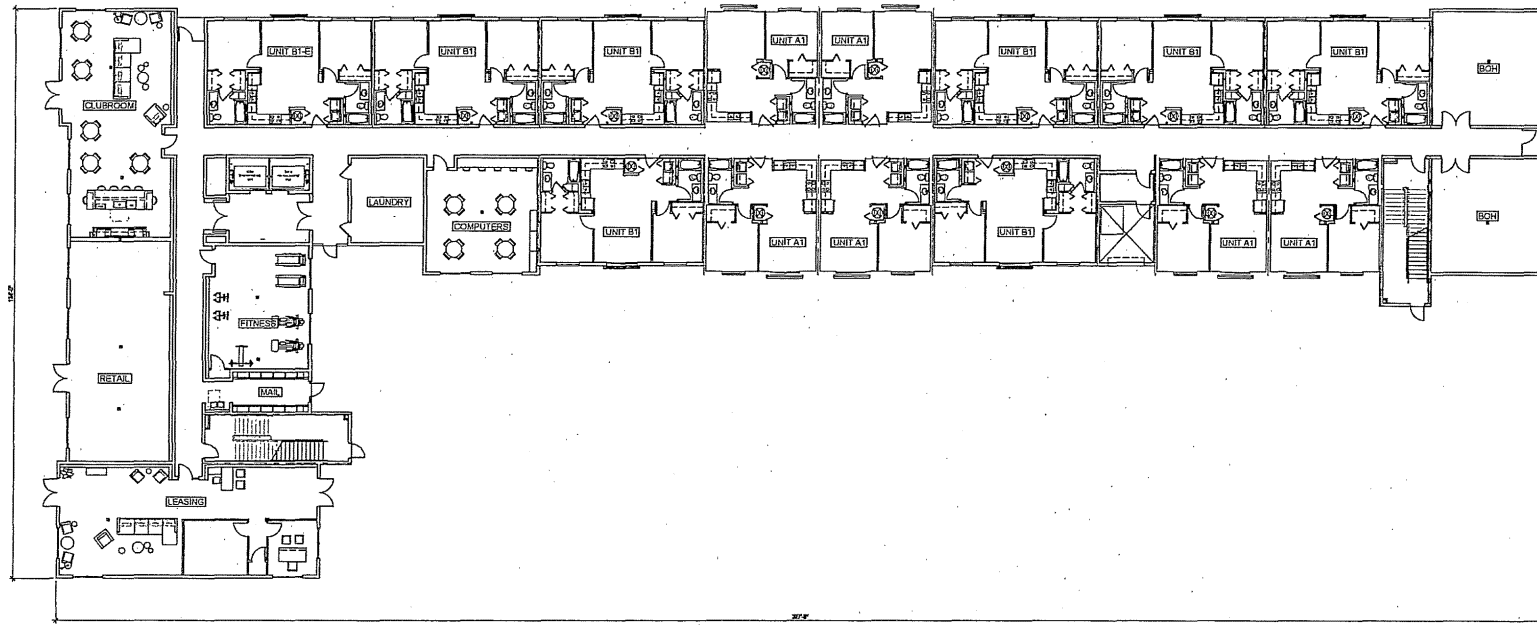 UNIT B1-E
UNIT B1
UNIT B1
UNIT A1
UNIT A1
UNIT B1
UNIT B1
UNIT B1
BOH
CLUBROOM
LAUNDRY
COMPUTERS
UNIT B1
UNIT A1
UNIT A1
UNIT B1
UNIT A1
UNIT A1
BOH
FITNESS
RETAIL
MAIL
LEASING